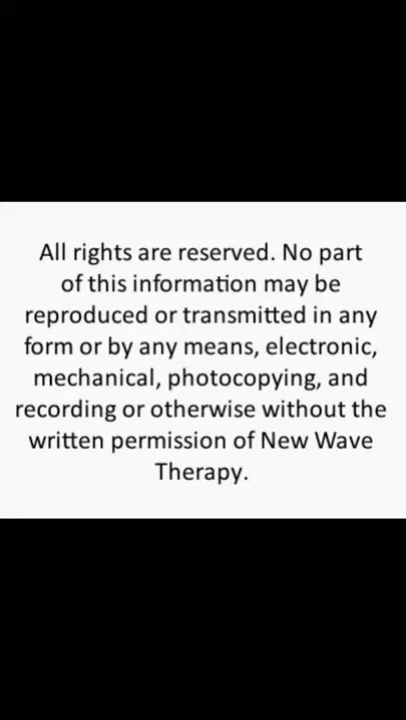 All rights are reserved. No part
of this information may be
reproduced or transmitted in any
form or by any means, electronic,
mechanical, photocopying, and
recording or otherwise without the
written permission of New Wave
Therapy.